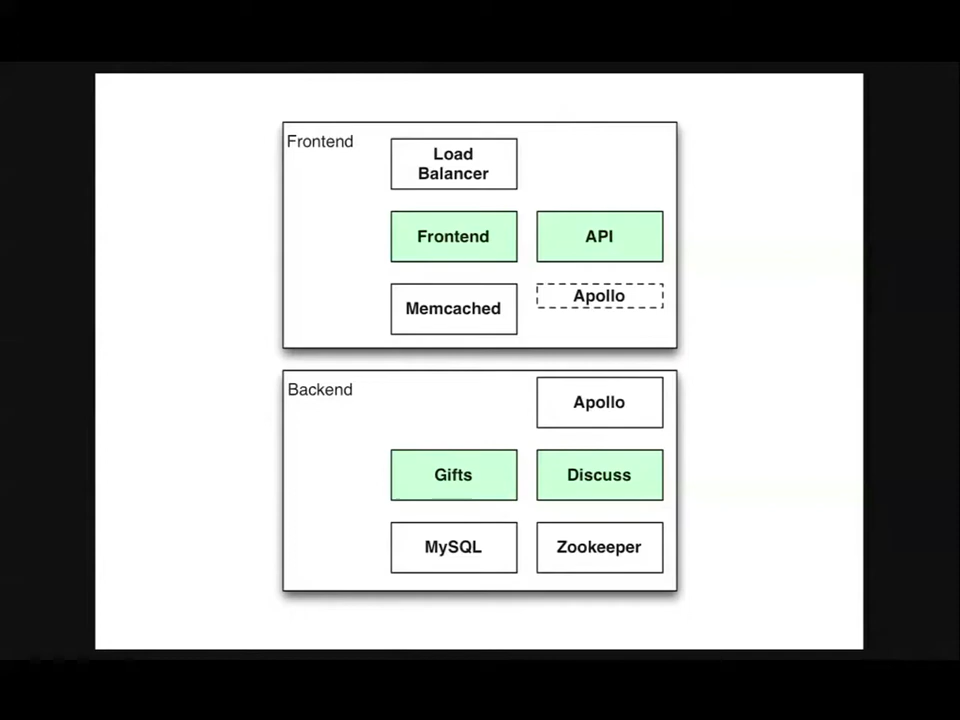 Frontend
Load
Balancer
Frontend
API
Memcached
Apollo
Backend
Apollo
Gifts
Discuss
MySQL
Zookeeper